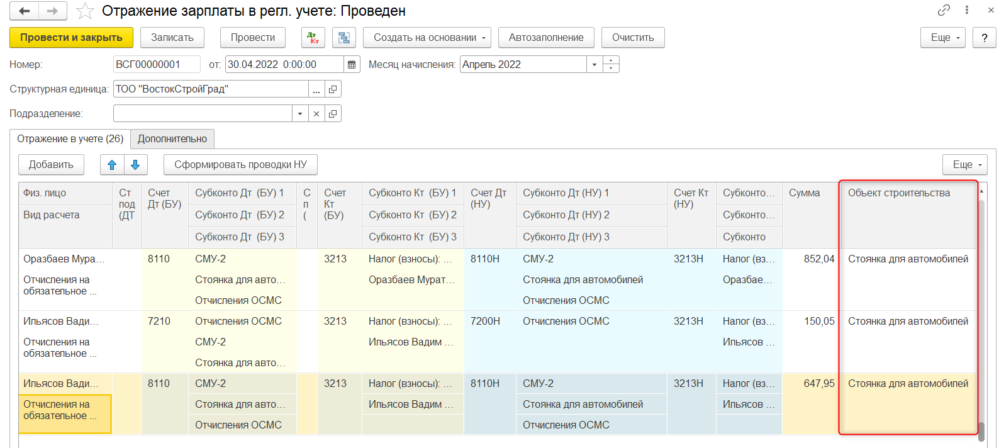 Отражение зарплаты в регл. учете: Проведен
Провести и закрыть Записать Провести Дт Кт Создать на основании Автозаполнение Очистить Еще ?
Номер: ВСГ00000001 от: 30.04.2022 0:00:00 Месяц начисления: Апрель 2022
Структурная единица: ТОО "ВостокСтройГрад" ...
Подразделение:
Отражение в учете (26) Дополнительно
Добавить Сформировать проводки НУ Еще
Физ. лицо Ст под (ДТ Счет Дт (БУ) Субконто Дт (БУ) 1 С п ( Счет Кт (БУ) Субконто Кт (БУ) 1 Счет Дт (НУ) Субконто Дт (НУ) 1 Счет Кт (НУ) Субконто... Сумма Объект строительства
Вид расчета Субконто Дт (БУ) 2 Субконто Кт (БУ) 2 Субконто Дт (НУ) 2 Субконто...
Субконто Дт (БУ) 3 Субконто Кт (БУ) 3 Субконто Дт (НУ) 3 Субконто
Оразбаев Мура... 8110 СМУ-2 3213 Налог (взносы): ... 8110Н СМУ-2 3213Н Налог (вз... 852,04 Стоянка для автомобилей
Отчисления на обязательное ... Стоянка для авто... Оразбаев Мурат... Стоянка для автомобилей Оразбае...
Отчисления ОСМС Отчисления ОСМС
Ильясов Вади... 7210 Отчисления ОСМС 3213 Налог (взносы): ... 7200Н Отчисления ОСМС 3213Н Налог (вз... 150,05 Стоянка для автомобилей
Отчисления на обязательное ... СМУ-2 Ильясов Вадим ... Ильясов ...
Стоянка для авто...
Ильясов Вади... 8110 СМУ-2 3213 Налог (взносы): ... 8110Н СМУ-2 3213Н Налог (вз... 647,95 Стоянка для автомобилей
Отчисления на обязательное ... Стоянка для авто... Ильясов Вадим ... Стоянка для автомобилей Ильясов ...
Отчисления ОСМС Отчисления ОСМС